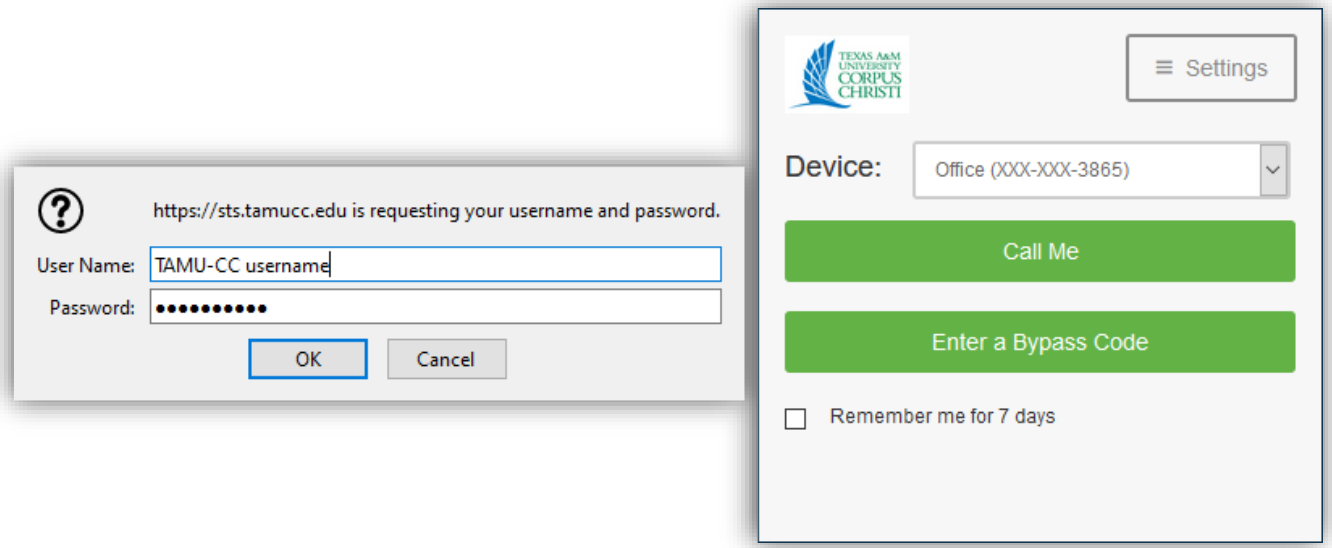 https://sts.tamucc.edu is requesting your username and password.
User Name: TAMU-CC username
Password: ●●●●●●●●●●
OK Cancel
TEXAS A&M
UNIVERSITY
CORPUS
CHRISTI
≡ Settings
Device: Office (XXX-XXX-3865)
Call Me
Enter a Bypass Code
Remember me for 7 days